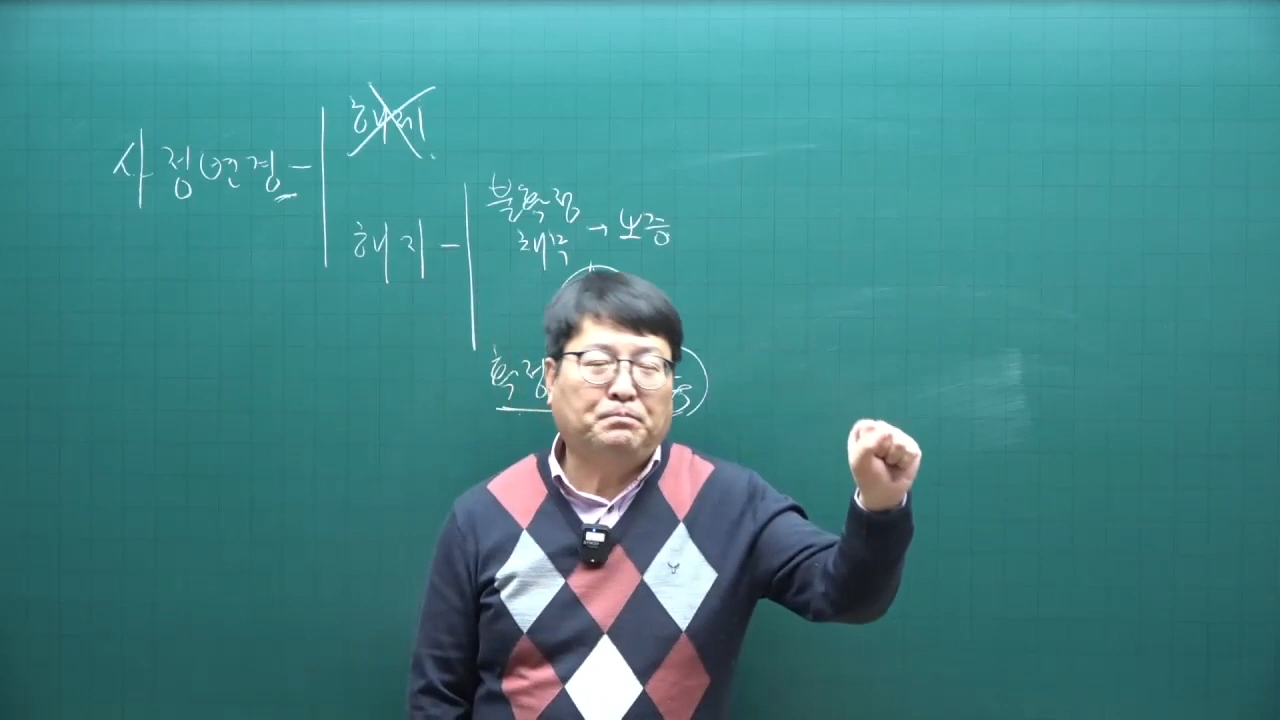 사정변경 -
해제
해지 -
불확정
채무 → 보증
확정